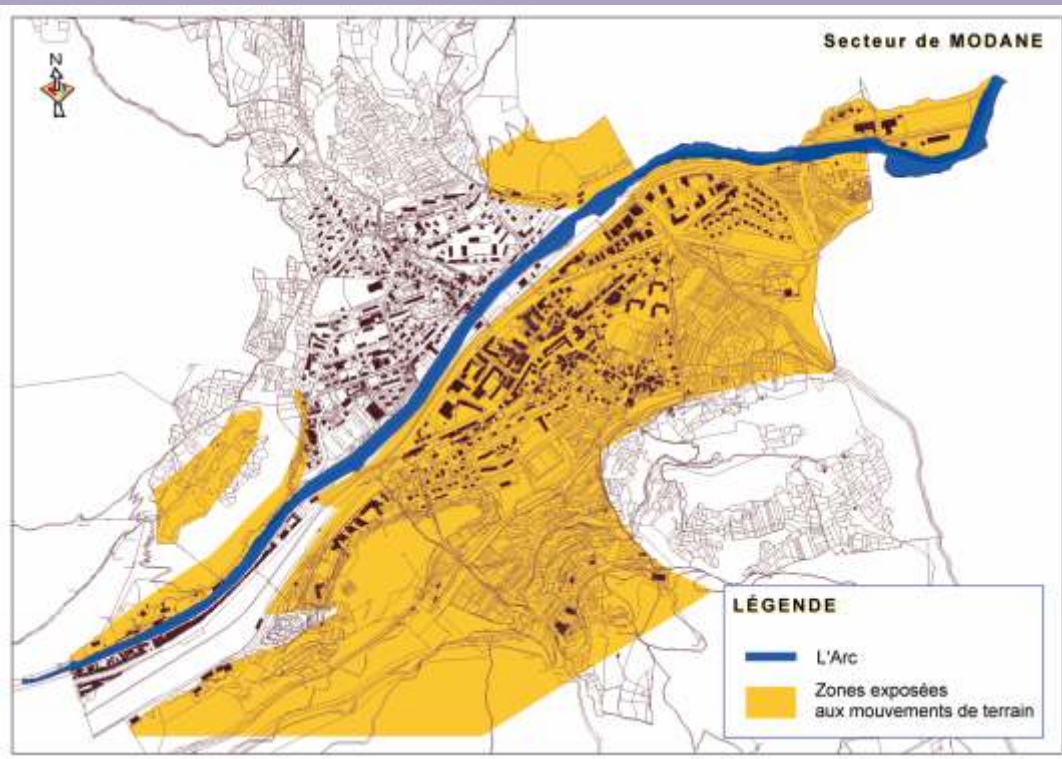 Secteur de MODANE
N
LÉGENDE
L'Arc
Zones exposées
aux mouvements de terrain